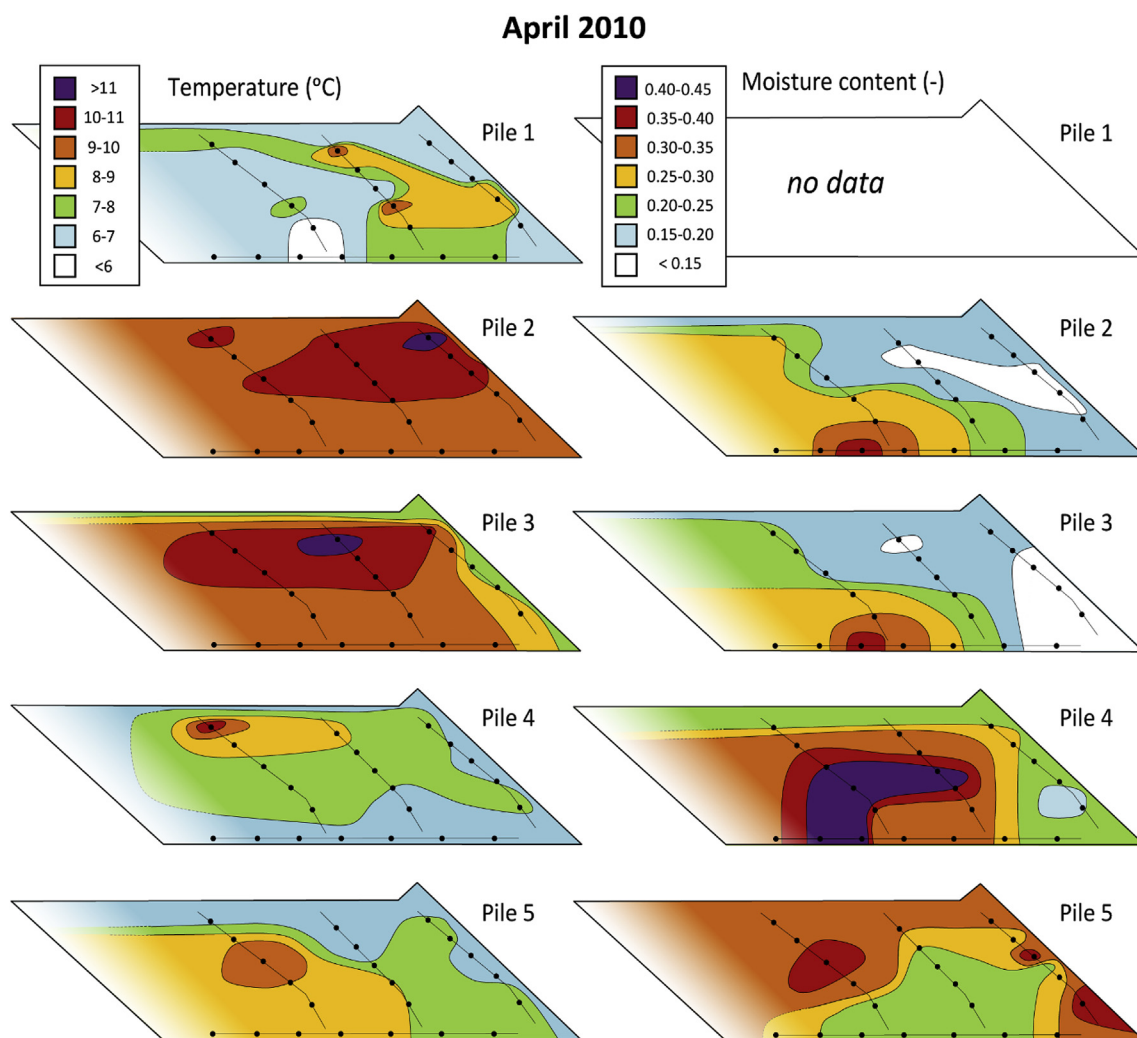 April 2010
Temperature (ºC)
>11
10-11
9-10
8-9
7-8
6-7
<6
Pile 1
Moisture content (-)
0.40-0.45
0.35-0.40
0.30-0.35
0.25-0.30
0.20-0.25
0.15-0.20
< 0.15
Pile 1
no data
Pile 2
Pile 2
Pile 3
Pile 3
Pile 4
Pile 4
Pile 5
Pile 5